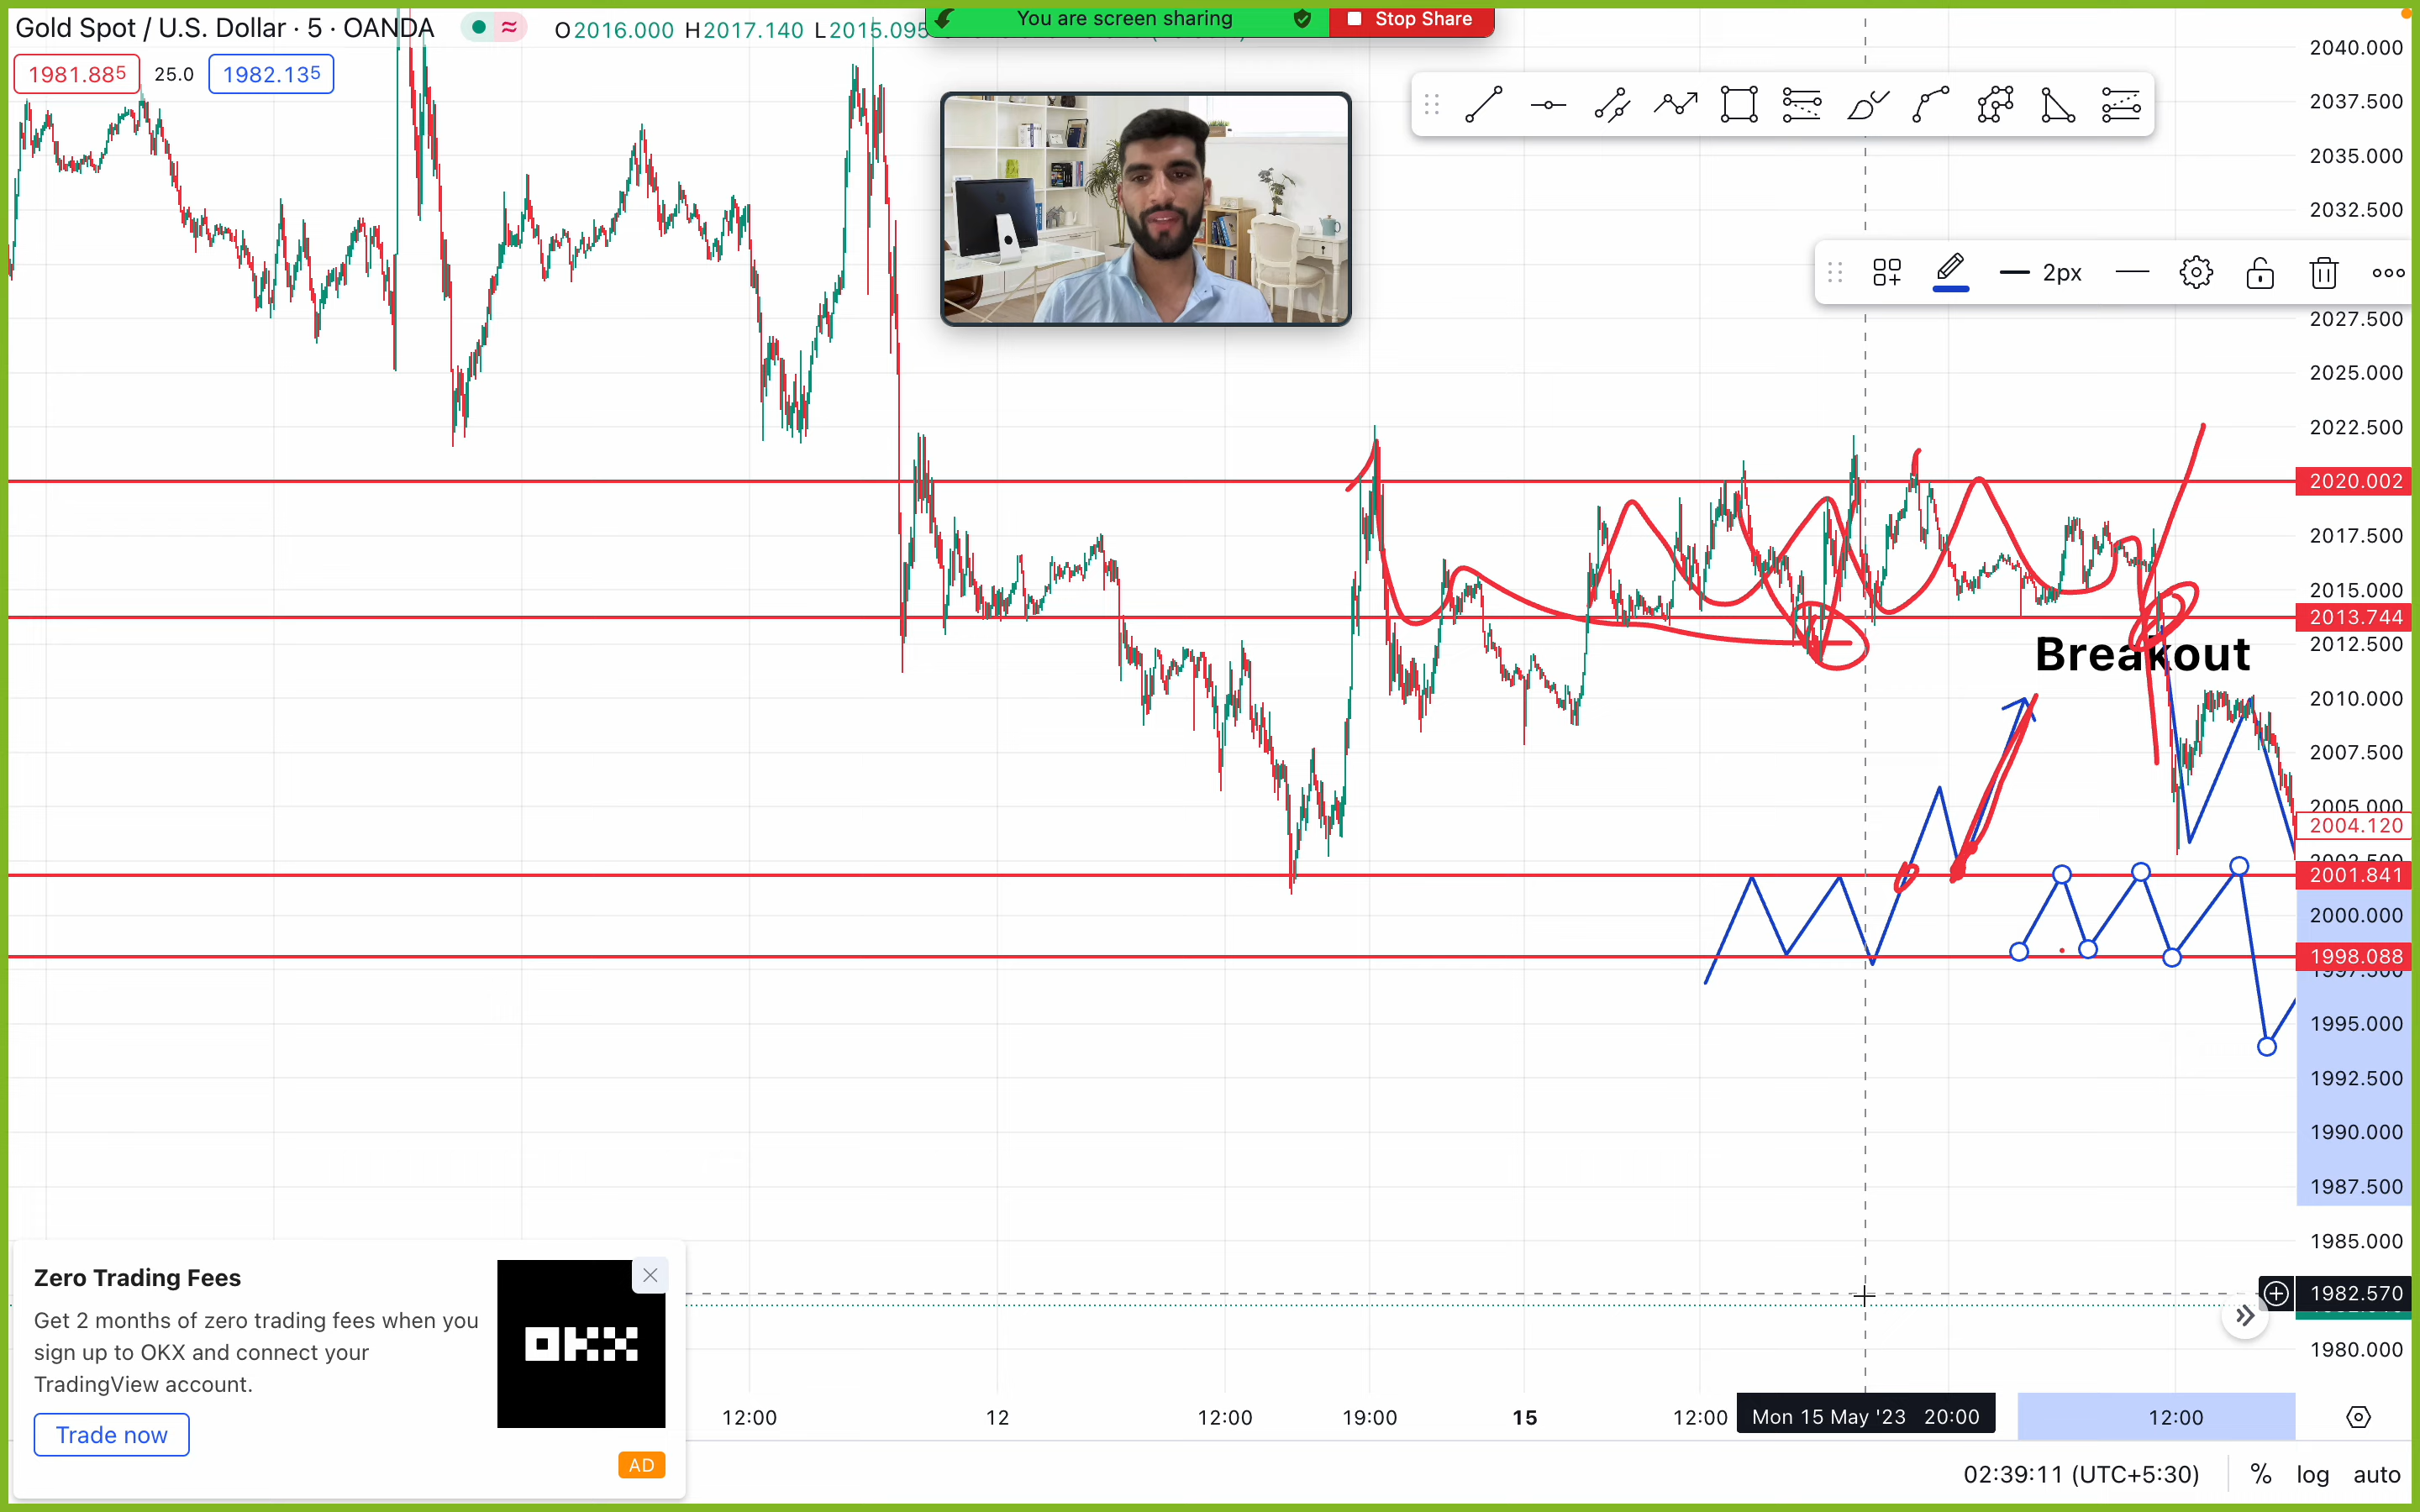 Gold Spot / U.S. Dollar · 5 · OANDA
O2016.000 H2017.140 L2015.095
You are screen sharing
Stop Share
1981.885 25.0 1982.135
2px
2040.000
2037.500
2035.000
2032.500
2027.500
2025.000
2022.500
2020.002
2017.500
2015.000
2013.744
2012.500
Breakout
2010.000
2007.500
2005.000
2004.120
2001.841
2000.000
1998.088
1995.000
1992.500
1990.000
1987.500
1985.000
1982.570
1980.000
Zero Trading Fees
Get 2 months of zero trading fees when you
sign up to OKX and connect your
TradingView account.
Trade now
OKX
AD
12:00 12 12:00 19:00 15 12:00 Mon 15 May '23 20:00 12:00
02:39:11 (UTC+5:30) % log auto